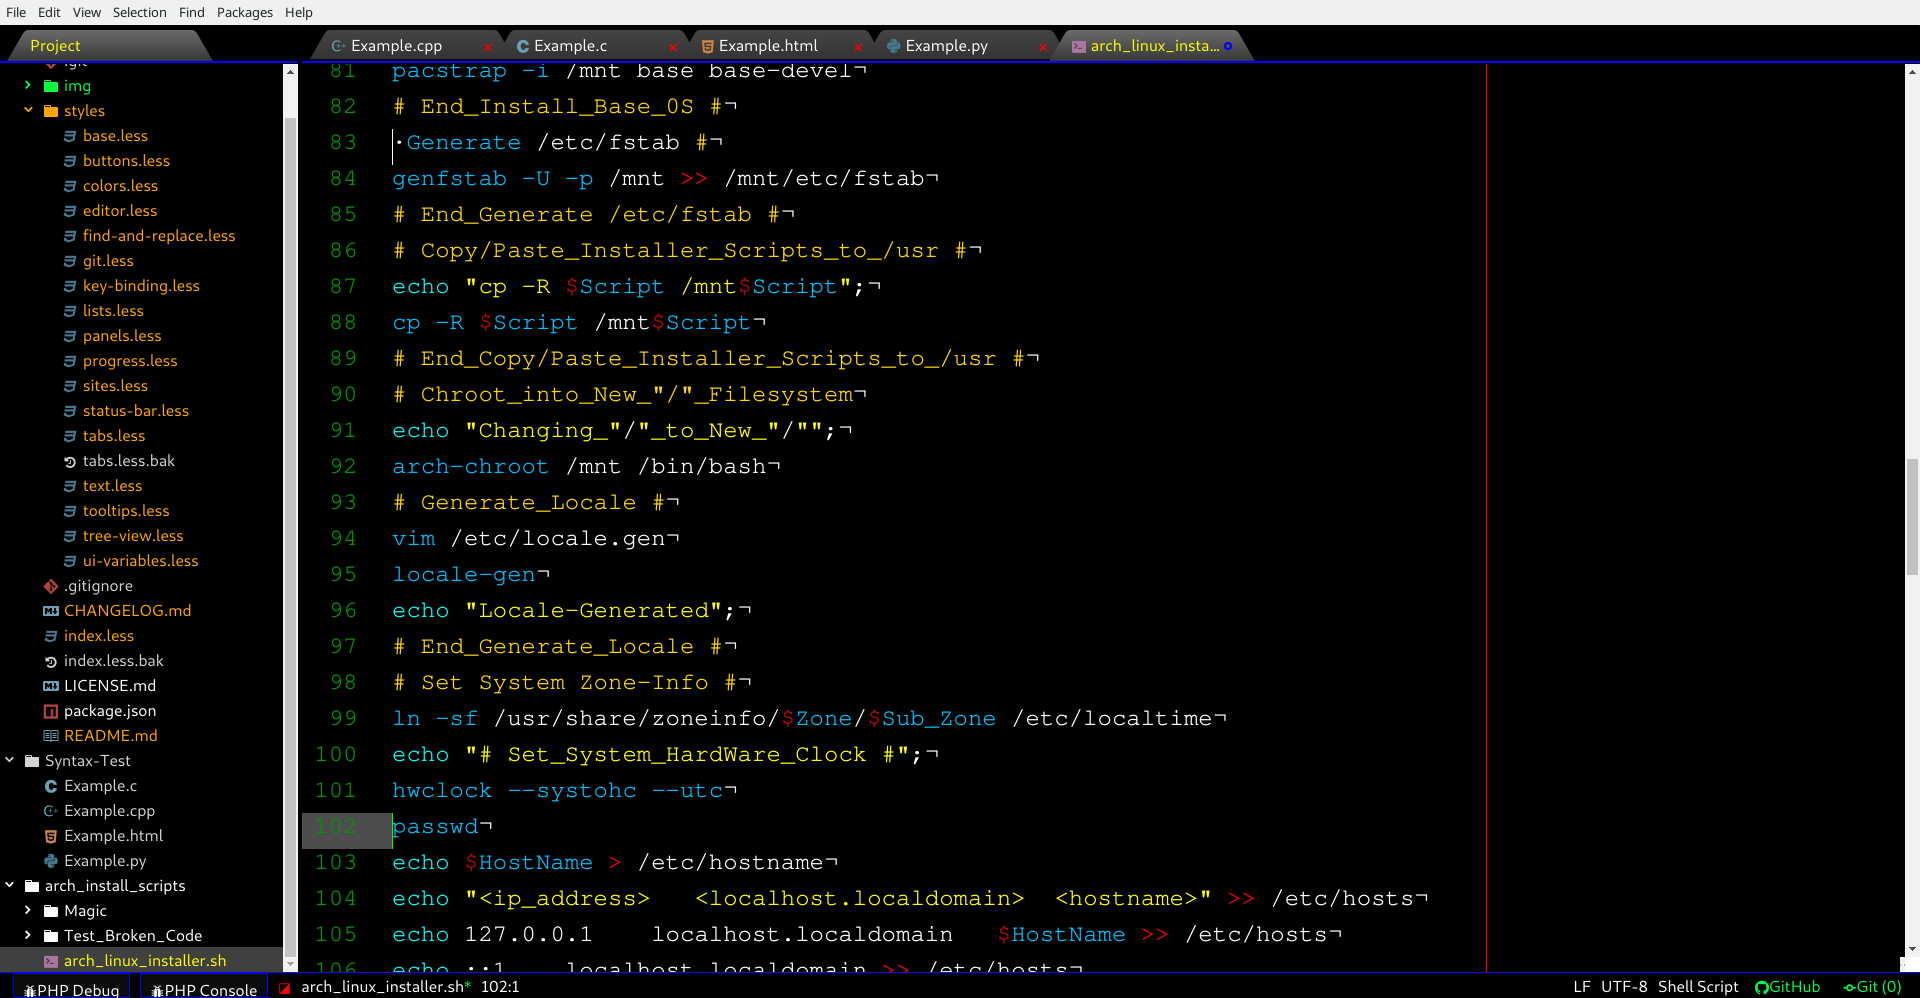 File Edit View Selection Find Packages Help
Project
Example.cpp
Example.c
Example.html
Example.py
arch_linux_insta...
.git
img
styles
base.less
buttons.less
colors.less
editor.less
find-and-replace.less
git.less
key-binding.less
lists.less
panels.less
progress.less
sites.less
status-bar.less
tabs.less
tabs.less.bak
text.less
tooltips.less
tree-view.less
ui-variables.less
.gitignore
CHANGELOG.md
index.less
index.less.bak
LICENSE.md
package.json
README.md
Syntax-Test
Example.c
Example.cpp
Example.html
Example.py
arch_install_scripts
Magic
Test_Broken_Code
arch_linux_installer.sh
81 pacstrap -i /mnt base base-devel¬
82 # End_Install_Base_0S #¬
83 ·Generate /etc/fstab #¬
84 genfstab -U -p /mnt >> /mnt/etc/fstab¬
85 # End_Generate /etc/fstab #¬
86 # Copy/Paste_Installer_Scripts_to_/usr #¬
87 echo "cp -R $Script /mnt$Script";¬
88 cp -R $Script /mnt$Script¬
89 # End_Copy/Paste_Installer_Scripts_to_/usr #¬
90 # Chroot_into_New_"/"_Filesystem¬
91 echo "Changing_"/"_to_New_"/"";¬
92 arch-chroot /mnt /bin/bash¬
93 # Generate_Locale #¬
94 vim /etc/locale.gen¬
95 locale-gen¬
96 echo "Locale-Generated";¬
97 # End_Generate_Locale #¬
98 # Set System Zone-Info #¬
99 ln -sf /usr/share/zoneinfo/$Zone/$Sub_Zone /etc/localtime¬
100 echo "# Set_System_HardWare_Clock #";¬
101 hwclock --systohc --utc¬
102 passwd¬
103 echo $HostName > /etc/hostname¬
104 echo "<ip_address>   <localhost.localdomain>  <hostname>" >> /etc/hosts¬
105 echo 127.0.0.1    localhost.localdomain   $HostName >> /etc/hosts¬
106 echo ::1    localhost.localdomain >> /etc/hosts¬
PHP Debug PHP Console arch_linux_installer.sh* 102:1 LF UTF-8 Shell Script GitHub Git (0)